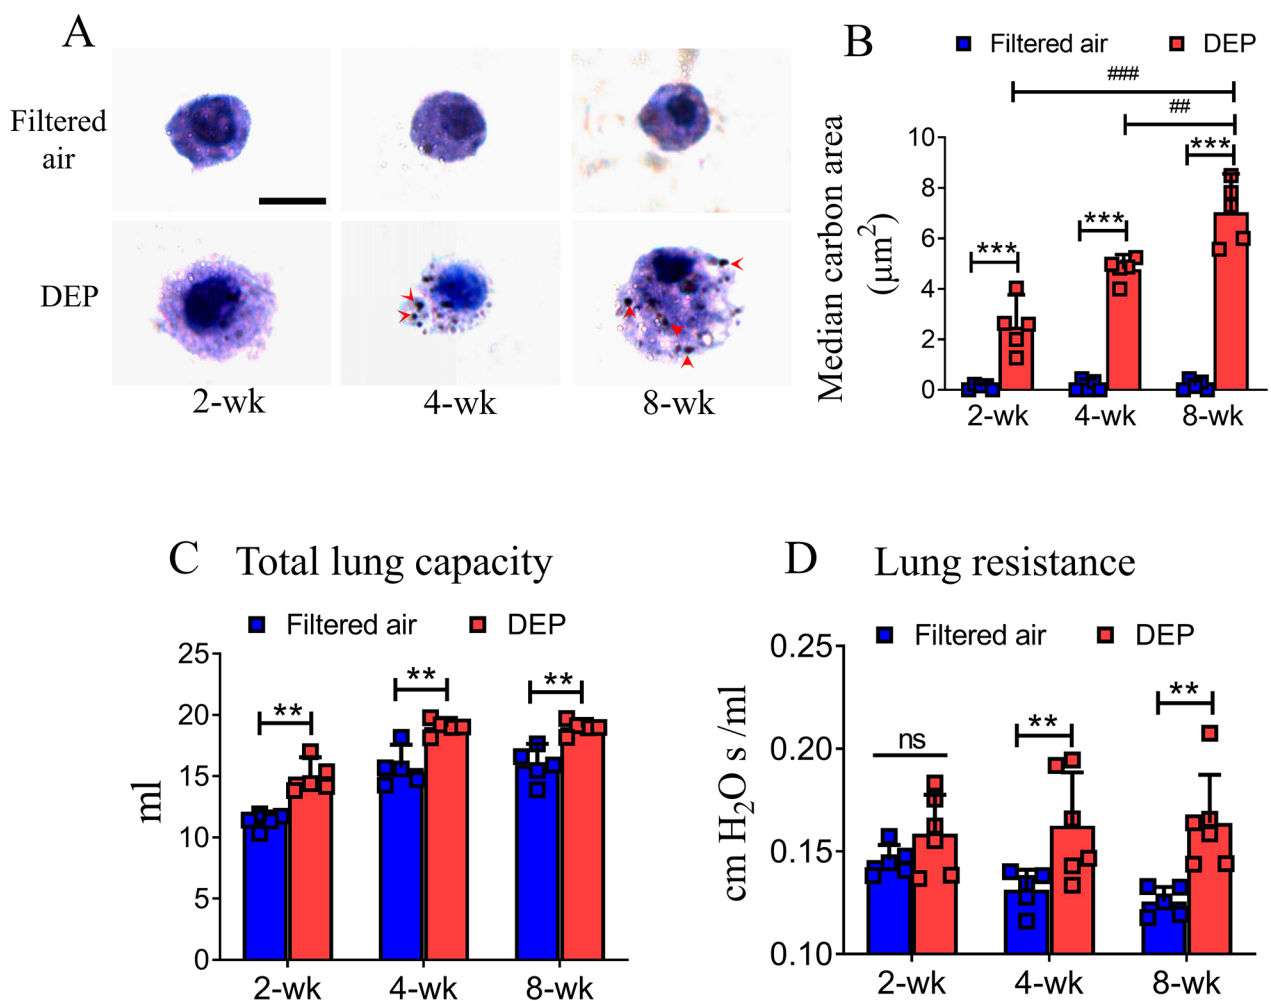 A
Filtered
air
DEP
2-wk 4-wk 8-wk
B
Filtered air DEP
###
##
***
***
***
Median carbon area
(μm²)
10
8
6
4
2
0
2-wk 4-wk 8-wk
C Total lung capacity
Filtered air DEP
ml
25
20
15
10
5
0
** ** **
2-wk 4-wk 8-wk
D Lung resistance
Filtered air DEP
cm H₂O s /ml
0.25
0.20
0.15
0.10
ns ** **
2-wk 4-wk 8-wk